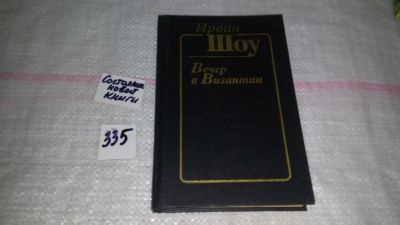 Ирвин
Шоу
Вечер
в Византии
Состояние
новой
книги
335